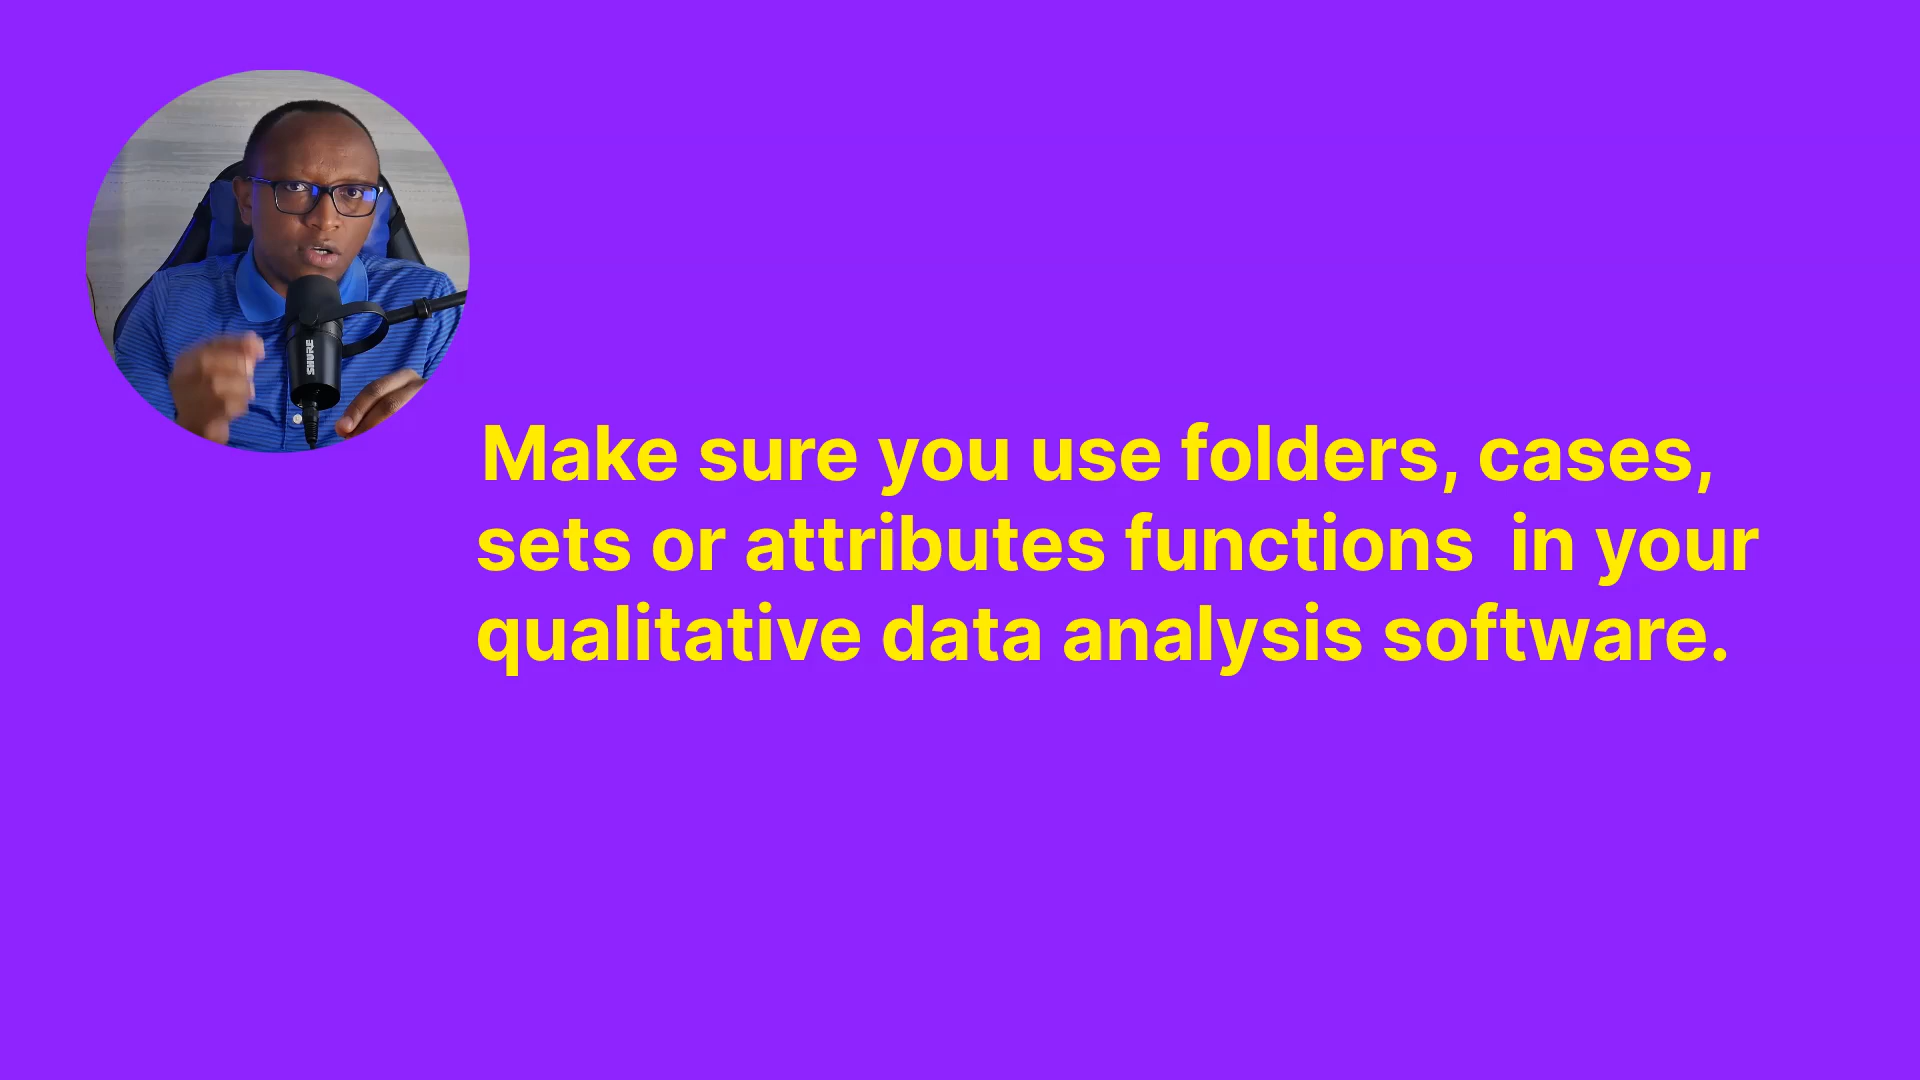 SHURE
Make sure you use folders, cases,
sets or attributes functions  in your
qualitative data analysis software.